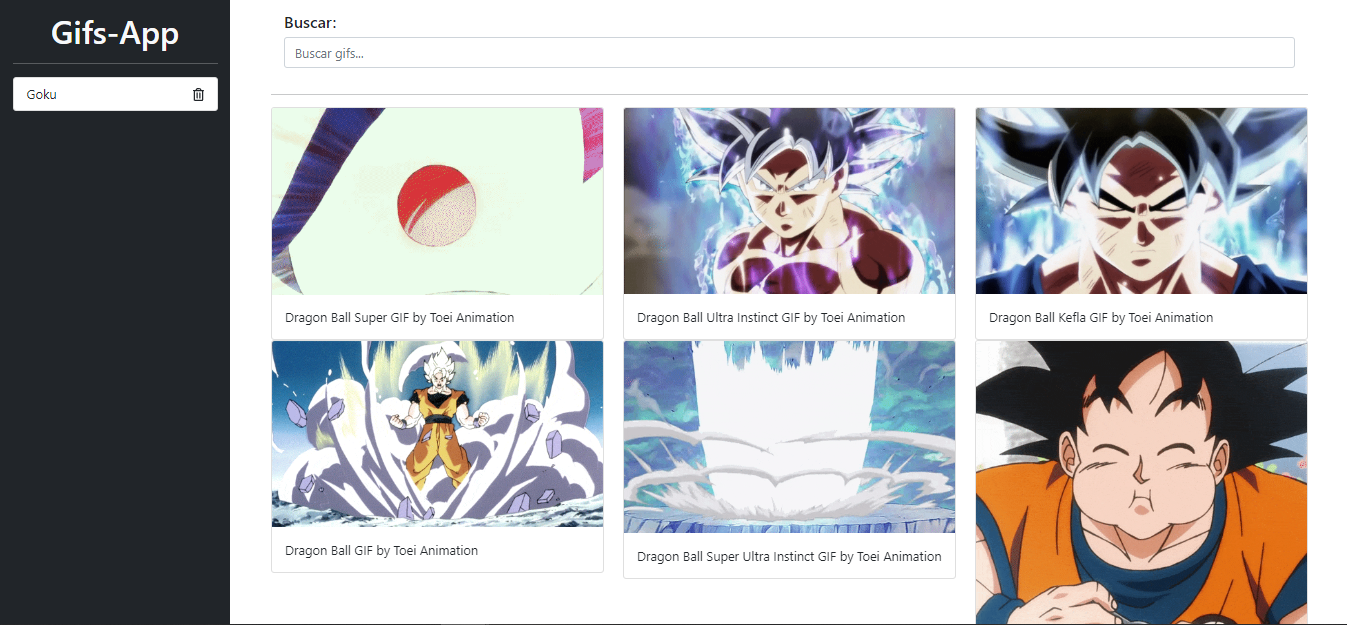 Gifs-App
Goku
Buscar:
Buscar gifs...
Dragon Ball Super GIF by Toei Animation
Dragon Ball Ultra Instinct GIF by Toei Animation
Dragon Ball Kefla GIF by Toei Animation
Dragon Ball GIF by Toei Animation
Dragon Ball Super Ultra Instinct GIF by Toei Animation